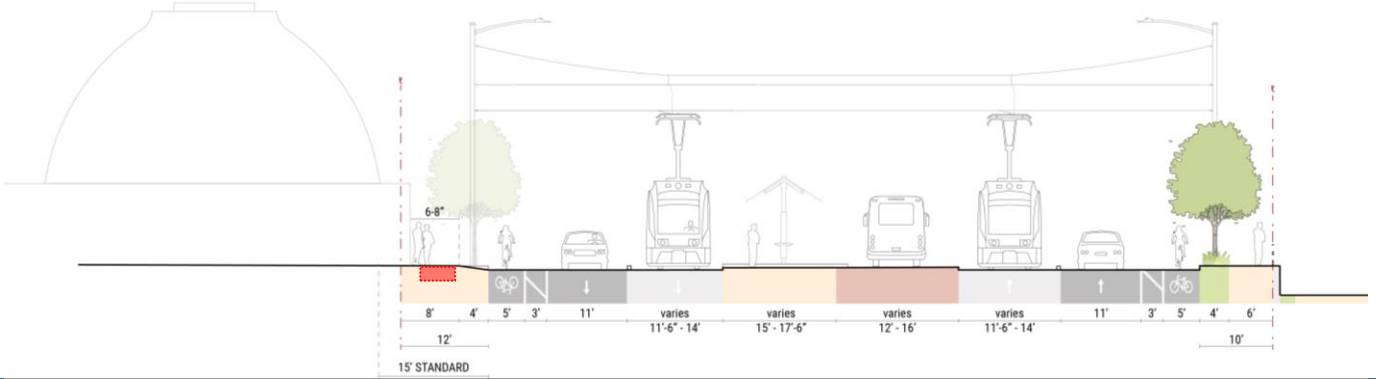 6-8”
8’ 4’ 5’ 3’ 11’ varies varies varies varies 11’ 3’ 5’ 4’ 6’
11’-6” - 14’ 15’ - 17’-6” 12’ - 16’ 11’-6” - 14’
12’ 10’
15’ STANDARD